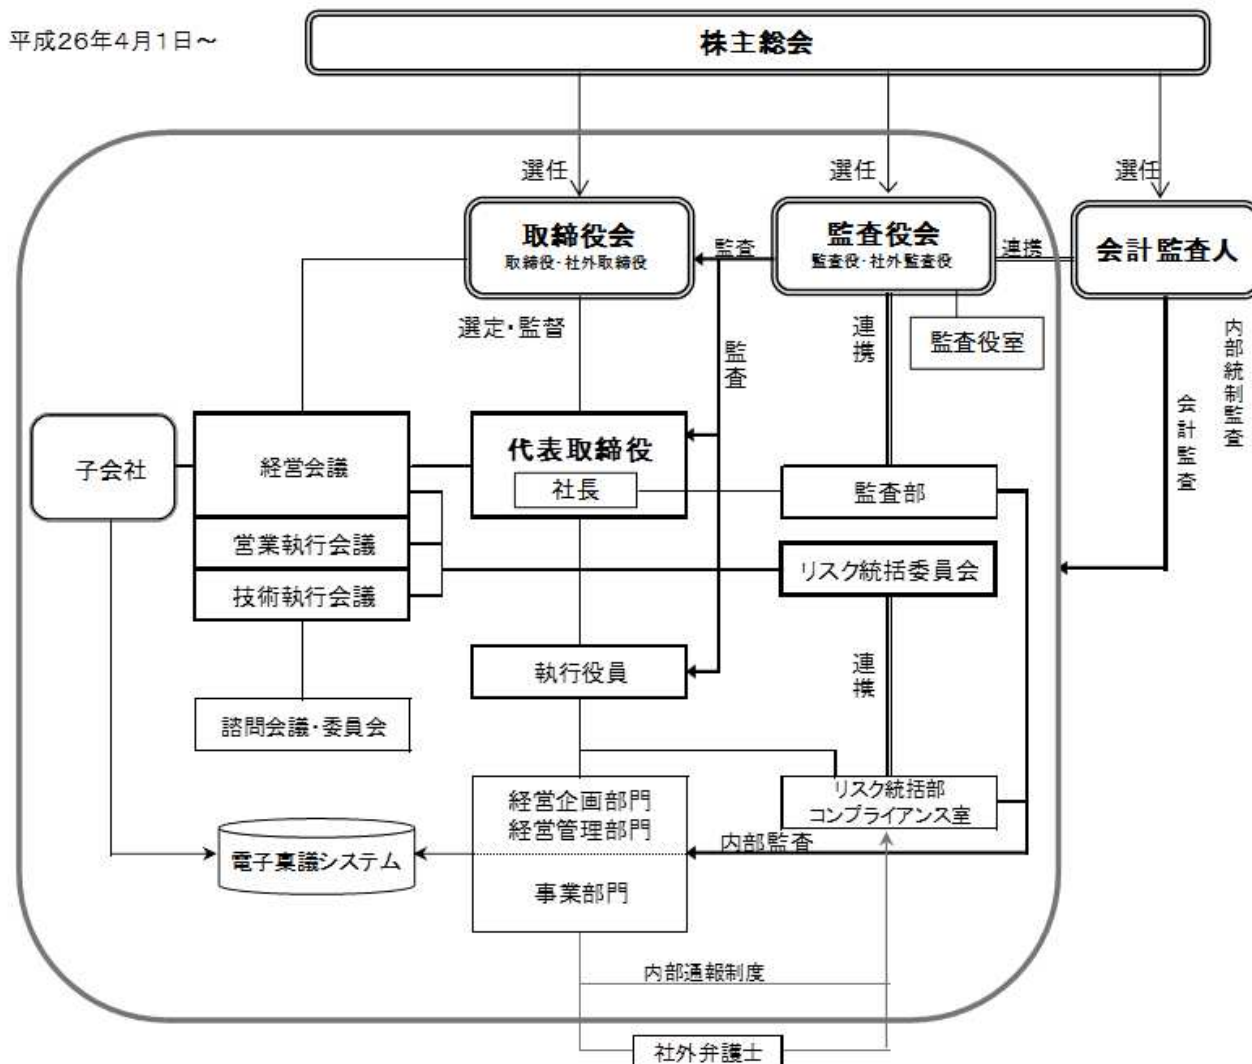 平成26年4月1日～
株主総会
選任
選任
選任
取締役会
取締役・社外取締役
監査
監査役会
監査役・社外監査役
連携
会計監査人
選定・監督
監査
連携
監査役室
内部統制監査
会計監査
子会社
経営会議
代表取締役
社長
監査部
営業執行会議
リスク統括委員会
技術執行会議
執行役員
連携
諮問会議・委員会
経営企画部門
経営管理部門
リスク統括部
コンプライアンス室
内部監査
電子稟議システム
事業部門
内部通報制度
社外弁護士